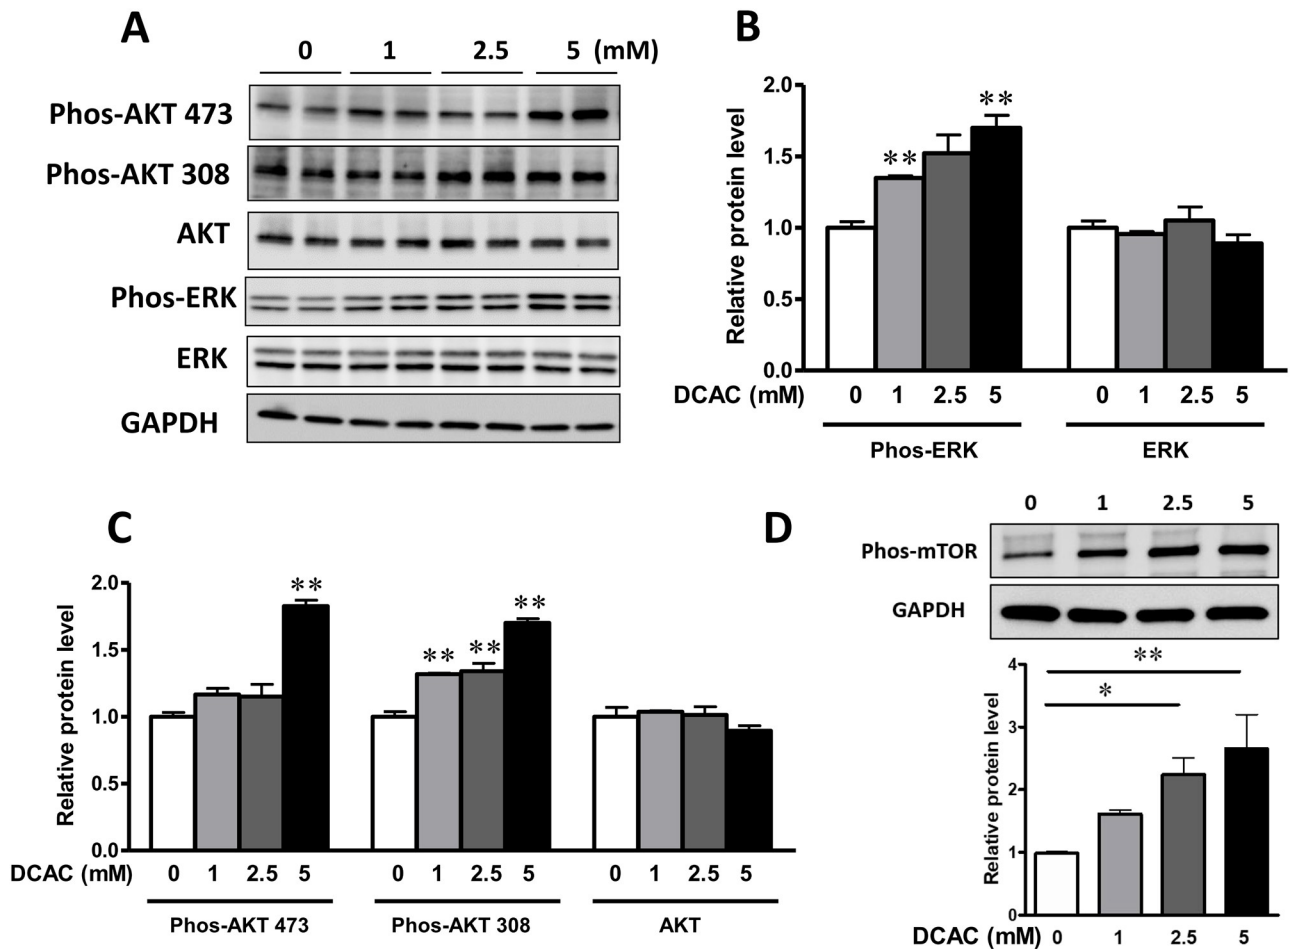 A
0 1 2.5 5 (mM)
Phos-AKT 473
Phos-AKT 308
AKT
Phos-ERK
ERK
GAPDH
B
Relative protein level
2.0
1.5
1.0
0.5
0.0
** **
DCAC (mM) 0 1 2.5 5 0 1 2.5 5
Phos-ERK ERK
C
Relative protein level
2.0
1.5
1.0
0.5
0.0
** ** ** **
DCAC (mM) 0 1 2.5 5 0 1 2.5 5 0 1 2.5 5
Phos-AKT 473 Phos-AKT 308 AKT
D
0 1 2.5 5
Phos-mTOR
GAPDH
Relative protein level
4
3
2
1
0
**
*
DCAC (mM) 0 1 2.5 5